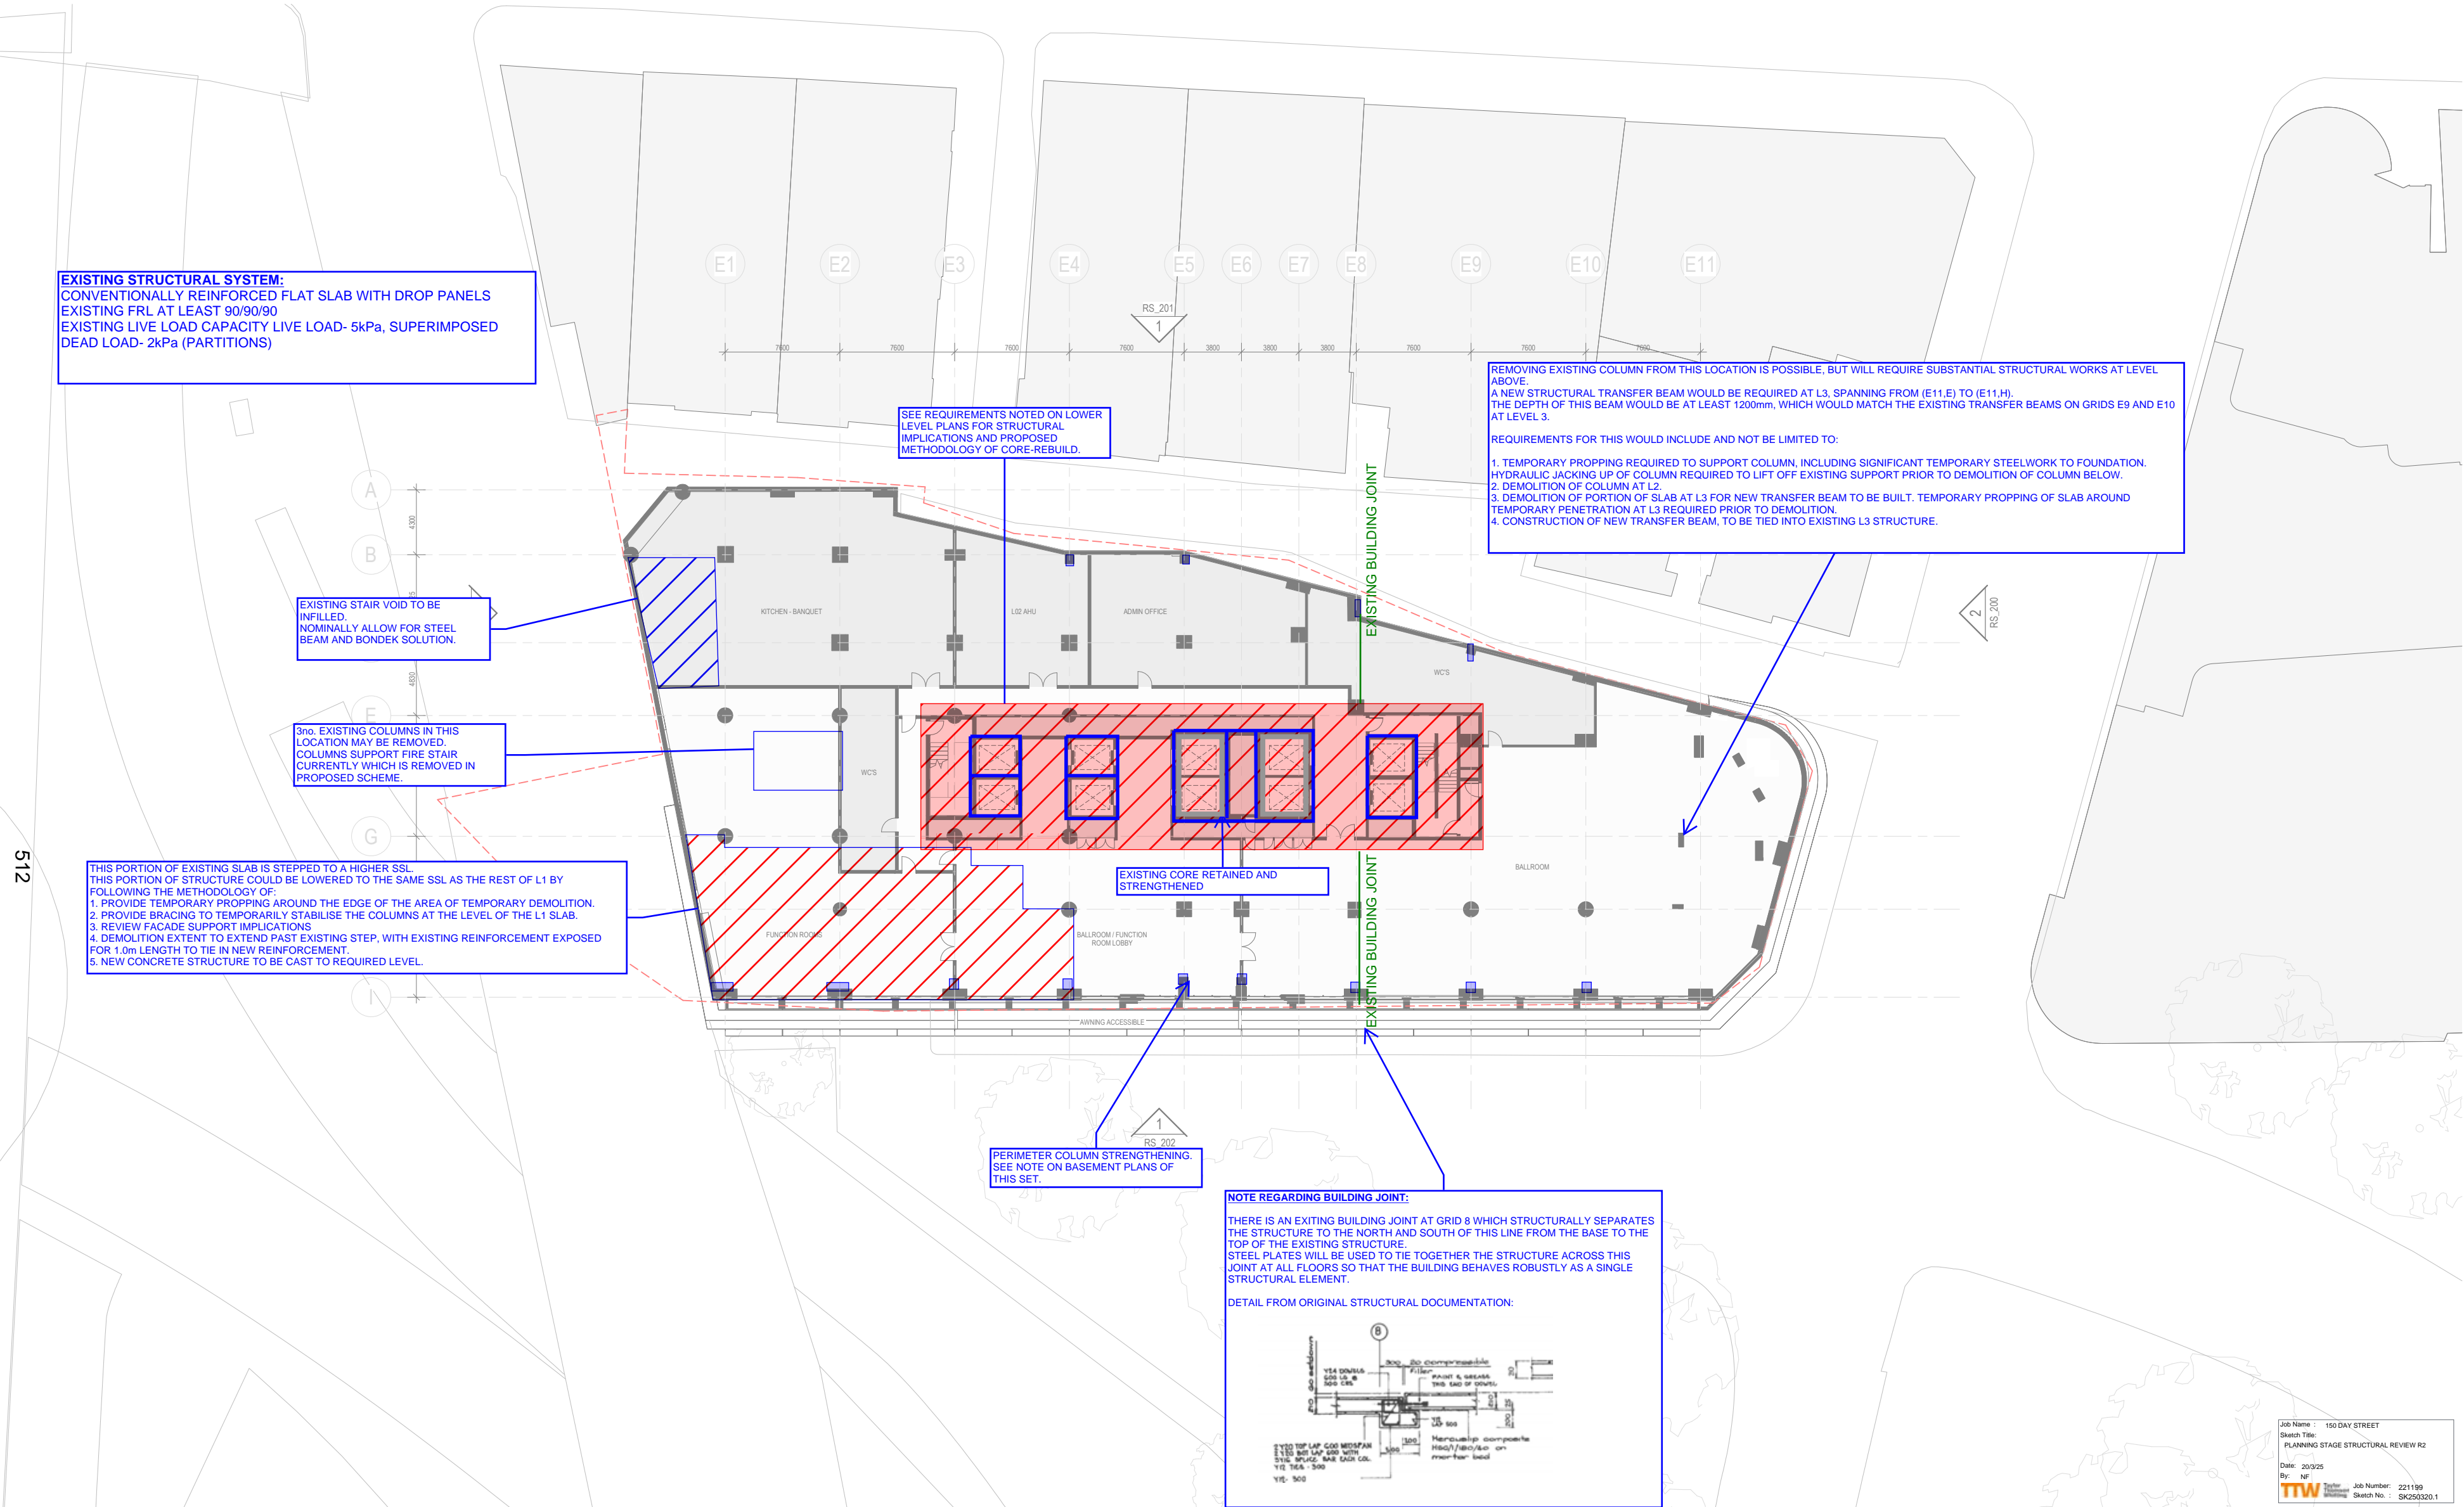 E1
E2
E3
E4
E5
E6
E7
E8
E9
E10
E11
EXISTING STRUCTURAL SYSTEM:
CONVENTIONALLY REINFORCED FLAT SLAB WITH DROP PANELS
EXISTING FRL AT LEAST 90/90/90
EXISTING LIVE LOAD CAPACITY LIVE LOAD- 5kPa, SUPERIMPOSED
DEAD LOAD- 2kPa (PARTITIONS)
RS_201
1
7600
7600
7600
7600
3800
3800
3800
7600
7600
7600
REMOVING EXISTING COLUMN FROM THIS LOCATION IS POSSIBLE, BUT WILL REQUIRE SUBSTANTIAL STRUCTURAL WORKS AT LEVEL
ABOVE.
A NEW STRUCTURAL TRANSFER BEAM WOULD BE REQUIRED AT L3, SPANNING FROM (E11,E) TO (E11,H).
THE DEPTH OF THIS BEAM WOULD BE AT LEAST 1200mm, WHICH WOULD MATCH THE EXISTING TRANSFER BEAMS ON GRIDS E9 AND E10
AT LEVEL 3.
REQUIREMENTS FOR THIS WOULD INCLUDE AND NOT BE LIMITED TO:
1. TEMPORARY PROPPING REQUIRED TO SUPPORT COLUMN, INCLUDING SIGNIFICANT TEMPORARY STEELWORK TO FOUNDATION.
HYDRAULIC JACKING UP OF COLUMN REQUIRED TO LIFT OFF EXISTING SUPPORT PRIOR TO DEMOLITION OF COLUMN BELOW.
2. DEMOLITION OF COLUMN AT L2.
3. DEMOLITION OF PORTION OF SLAB AT L3 FOR NEW TRANSFER BEAM TO BE BUILT. TEMPORARY PROPPING OF SLAB AROUND
TEMPORARY PENETRATION AT L3 REQUIRED PRIOR TO DEMOLITION.
4. CONSTRUCTION OF NEW TRANSFER BEAM, TO BE TIED INTO EXISTING L3 STRUCTURE.
SEE REQUIREMENTS NOTED ON LOWER
LEVEL PLANS FOR STRUCTURAL
IMPLICATIONS AND PROPOSED
METHODOLOGY OF CORE-REBUILD.
A
4300
B
EXISTING BUILDING JOINT
EXISTING STAIR VOID TO BE
INFILLED.
NOMINALLY ALLOW FOR STEEL
BEAM AND BONDEK SOLUTION.
KITCHEN - BANQUET
L02 AHU
ADMIN OFFICE
WC'S
2
RS_200
4830
E
3no. EXISTING COLUMNS IN THIS
LOCATION MAY BE REMOVED.
COLUMNS SUPPORT FIRE STAIR
CURRENTLY WHICH IS REMOVED IN
PROPOSED SCHEME.
WC'S
G
512
THIS PORTION OF EXISTING SLAB IS STEPPED TO A HIGHER SSL.
THIS PORTION OF STRUCTURE COULD BE LOWERED TO THE SAME SSL AS THE REST OF L1 BY
FOLLOWING THE METHODOLOGY OF:
1. PROVIDE TEMPORARY PROPPING AROUND THE EDGE OF THE AREA OF TEMPORARY DEMOLITION.
2. PROVIDE BRACING TO TEMPORARILY STABILISE THE COLUMNS AT THE LEVEL OF THE L1 SLAB.
3. REVIEW FACADE SUPPORT IMPLICATIONS
4. DEMOLITION EXTENT TO EXTEND PAST EXISTING STEP, WITH EXISTING REINFORCEMENT EXPOSED
FOR 1.0m LENGTH TO TIE IN NEW REINFORCEMENT.
5. NEW CONCRETE STRUCTURE TO BE CAST TO REQUIRED LEVEL.
EXISTING CORE RETAINED AND
STRENGTHENED
BALLROOM
EXISTING BUILDING JOINT
FUNCTION ROOMS
BALLROOM / FUNCTION
ROOM LOBBY
I
AWNING ACCESSIBLE
1
RS_202
PERIMETER COLUMN STRENGTHENING.
SEE NOTE ON BASEMENT PLANS OF
THIS SET.
NOTE REGARDING BUILDING JOINT:
THERE IS AN EXITING BUILDING JOINT AT GRID 8 WHICH STRUCTURALLY SEPARATES
THE STRUCTURE TO THE NORTH AND SOUTH OF THIS LINE FROM THE BASE TO THE
TOP OF THE EXISTING STRUCTURE.
STEEL PLATES WILL BE USED TO TIE TOGETHER THE STRUCTURE ACROSS THIS
JOINT AT ALL FLOORS SO THAT THE BUILDING BEHAVES ROBUSTLY AS A SINGLE
STRUCTURAL ELEMENT.
DETAIL FROM ORIGINAL STRUCTURAL DOCUMENTATION:
8
300
20 compressible
Filler
PAINT & GREASE
THIS END OF DOWEL
mortar bed
Job Name : 150 DAY STREET
Sketch Title:
PLANNING STAGE STRUCTURAL REVIEW R2
Date: 20/3/25
By: NF
TTW Taylor Thomson Whitting
Job Number: 221199
Sketch No. : SK250320.1